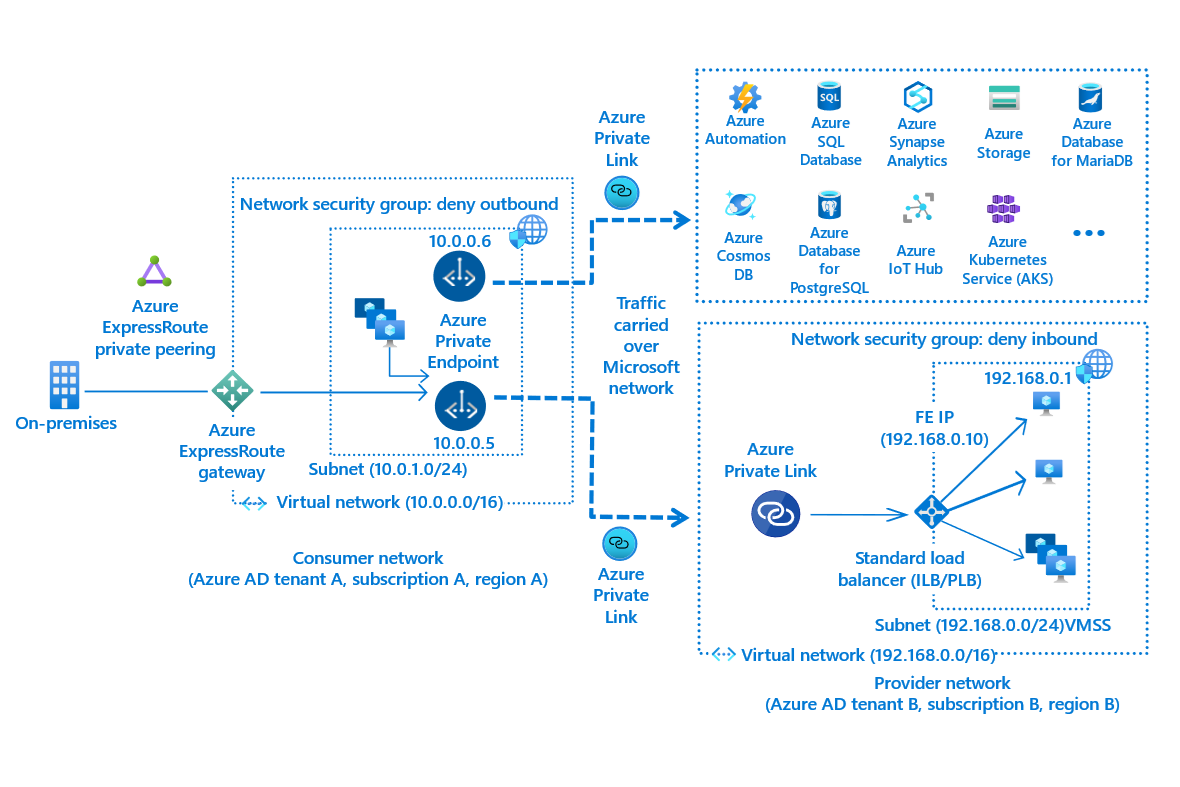 Azure
Private
Link
Azure
Automation
SQL
Azure
SQL
Database
Azure
Synapse
Analytics
Azure
Storage
Azure
Database
for MariaDB
Azure
Cosmos
DB
Azure
Database
for
PostgreSQL
Azure
IoT Hub
Azure
Kubernetes
Service (AKS)
Network security group: deny outbound
10.0.0.6
Azure
ExpressRoute
private peering
Azure
Private
Endpoint
Traffic
carried
over
Microsoft
network
On-premises
Azure
ExpressRoute
gateway
10.0.0.5
Subnet (10.0.1.0/24)
Virtual network (10.0.0.0/16)
Consumer network
(Azure AD tenant A, subscription A, region A)
Azure
Private
Link
Network security group: deny inbound
192.168.0.1
FE IP
(192.168.0.10)
Azure
Private Link
Standard load
balancer (ILB/PLB)
Subnet (192.168.0.0/24)VMSS
Virtual network (192.168.0.0/16)
Provider network
(Azure AD tenant B, subscription B, region B)